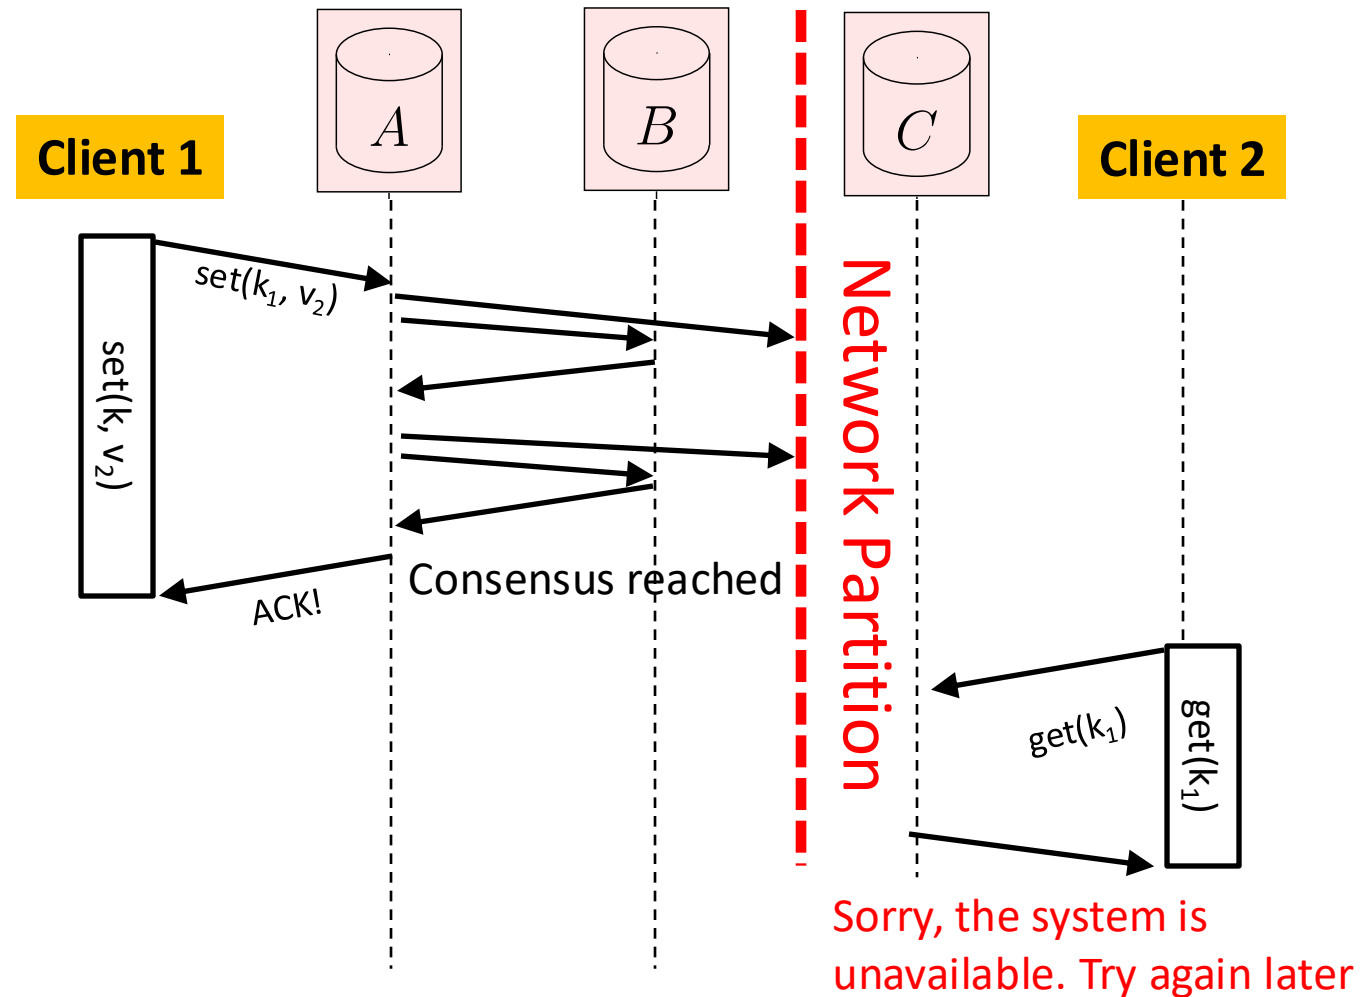 A
B
C
Client 1
Client 2
set(k₁, v₂)
set(k, v₂)
Network Partition
Consensus reached
ACK!
get(k₁)
get(k₁)
Sorry, the system is
unavailable. Try again later